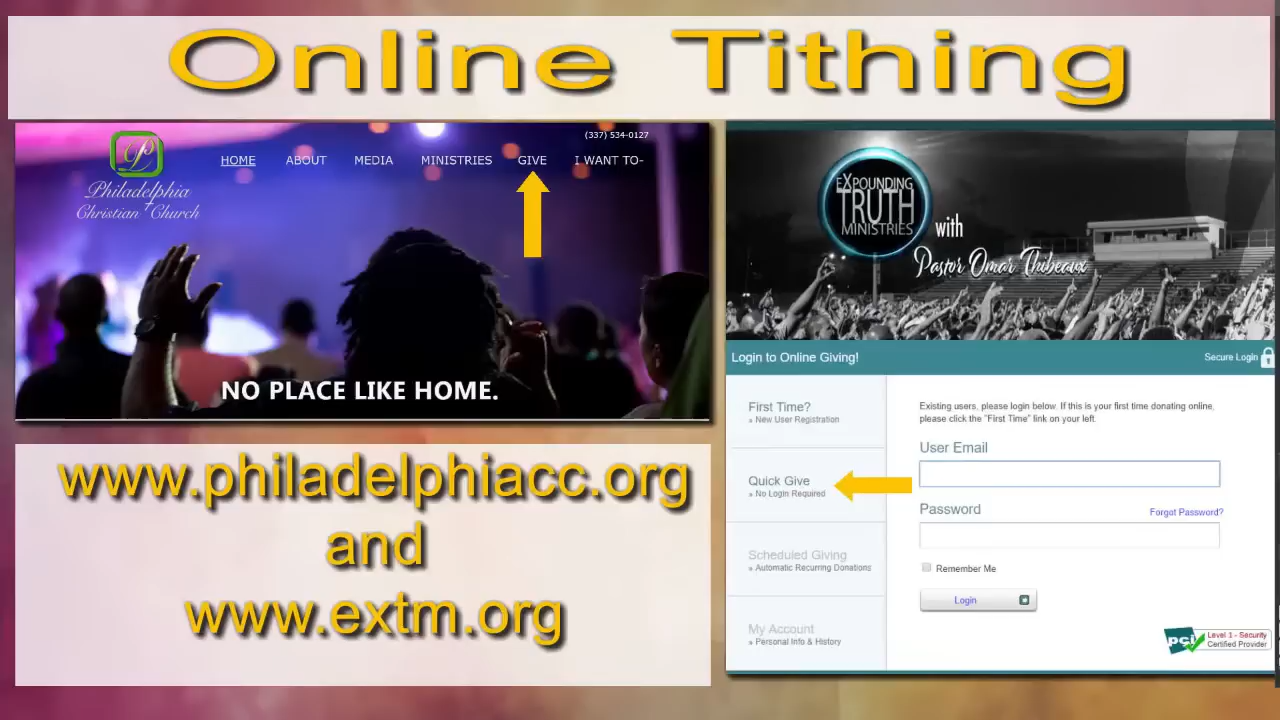 Online Tithing
(337) 534-0127
HOME ABOUT MEDIA MINISTRIES GIVE I WANT TO-
P
Philadelphia
Christian Church
NO PLACE LIKE HOME.
www.philadelphiacc.org
and
www.extm.org
EXPOUNDING
TRUTH
MINISTRIES
with
Pastor Omar Thibeaux
Login to Online Giving!
Secure Login
First Time?
» New User Registration
Quick Give
» No Login Required
Scheduled Giving
» Automatic Recurring Donations
My Account
» Personal Info & History
Existing users, please login below. If this is your first time donating online,
please click the "First Time" link on your left.
User Email
Password
Forgot Password?
Remember Me
Login
pci
Level 1 - Security
Certified Provider